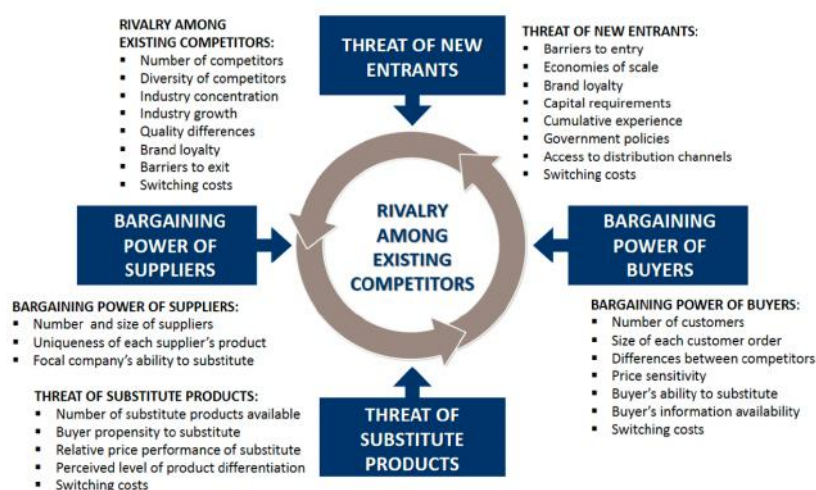 RIVALRY AMONG
EXISTING COMPETITORS:
▪ Number of competitors
▪ Diversity of competitors
▪ Industry concentration
▪ Industry growth
▪ Quality differences
▪ Brand loyalty
▪ Barriers to exit
▪ Switching costs
THREAT OF NEW
ENTRANTS
THREAT OF NEW ENTRANTS:
▪ Barriers to entry
▪ Economies of scale
▪ Brand loyalty
▪ Capital requirements
▪ Cumulative experience
▪ Government policies
▪ Access to distribution channels
▪ Switching costs
BARGAINING
POWER OF
SUPPLIERS
RIVALRY
AMONG
EXISTING
COMPETITORS
BARGAINING
POWER OF
BUYERS
BARGAINING POWER OF SUPPLIERS:
▪ Number and size of suppliers
▪ Uniqueness of each supplier's product
▪ Focal company's ability to substitute
BARGAINING POWER OF BUYERS:
▪ Number of customers
▪ Size of each customer order
▪ Differences between competitors
▪ Price sensitivity
▪ Buyer's ability to substitute
▪ Buyer's information availability
▪ Switching costs
THREAT OF SUBSTITUTE PRODUCTS:
▪ Number of substitute products available
▪ Buyer propensity to substitute
▪ Relative price performance of substitute
▪ Perceived level of product differentiation
▪ Switching costs
THREAT OF
SUBSTITUTE
PRODUCTS